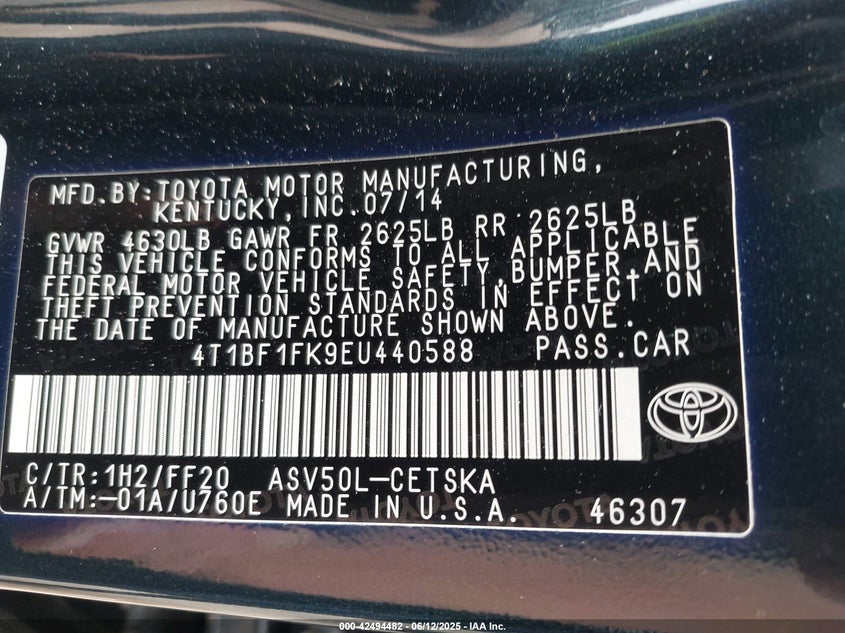 MFD. BY: TOYOTA MOTOR MANUFACTURING,
KENTUCKY, INC. 07/14
GVWR 4630LB GAWR FR 2625LB RR 2625LB
THIS VEHICLE CONFORMS TO ALL APPLICABLE
FEDERAL MOTOR VEHICLE SAFETY, BUMPER, AND
THEFT PREVENTION STANDARDS IN EFFECT ON
THE DATE OF MANUFACTURE SHOWN ABOVE.
4T1BF1FK9EU440588 PASS. CAR
C/TR: 1H2/FF20 ASV50L-CETSKA
A/TM: -01A/U760E MADE IN U.S.A. 46307
000-42494482 - 06/12/2025 - IAA Inc.